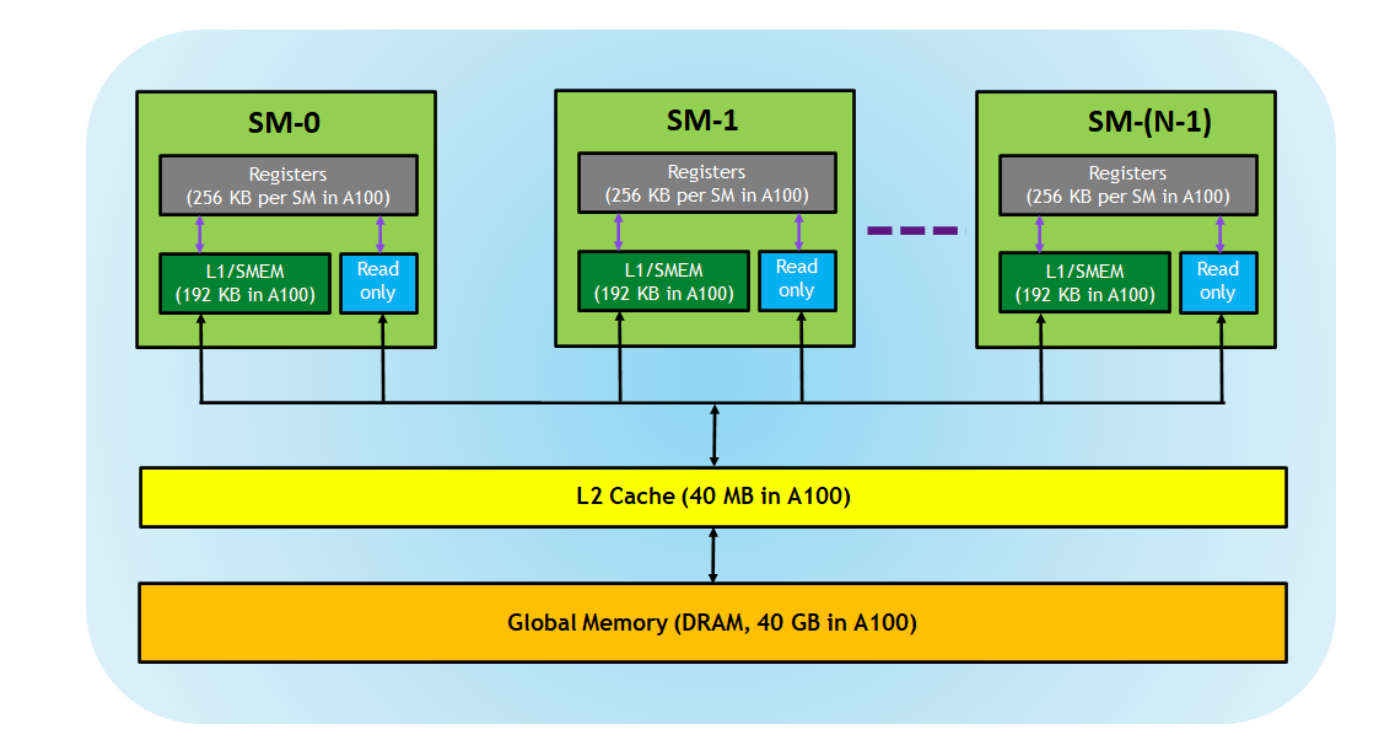 SM-0
Registers
(256 KB per SM in A100)
L1/SMEM
(192 KB in A100)
Read
only
SM-1
Registers
(256 KB per SM in A100)
L1/SMEM
(192 KB in A100)
Read
only
SM-(N-1)
Registers
(256 KB per SM in A100)
L1/SMEM
(192 KB in A100)
Read
only
L2 Cache (40 MB in A100)
Global Memory (DRAM, 40 GB in A100)